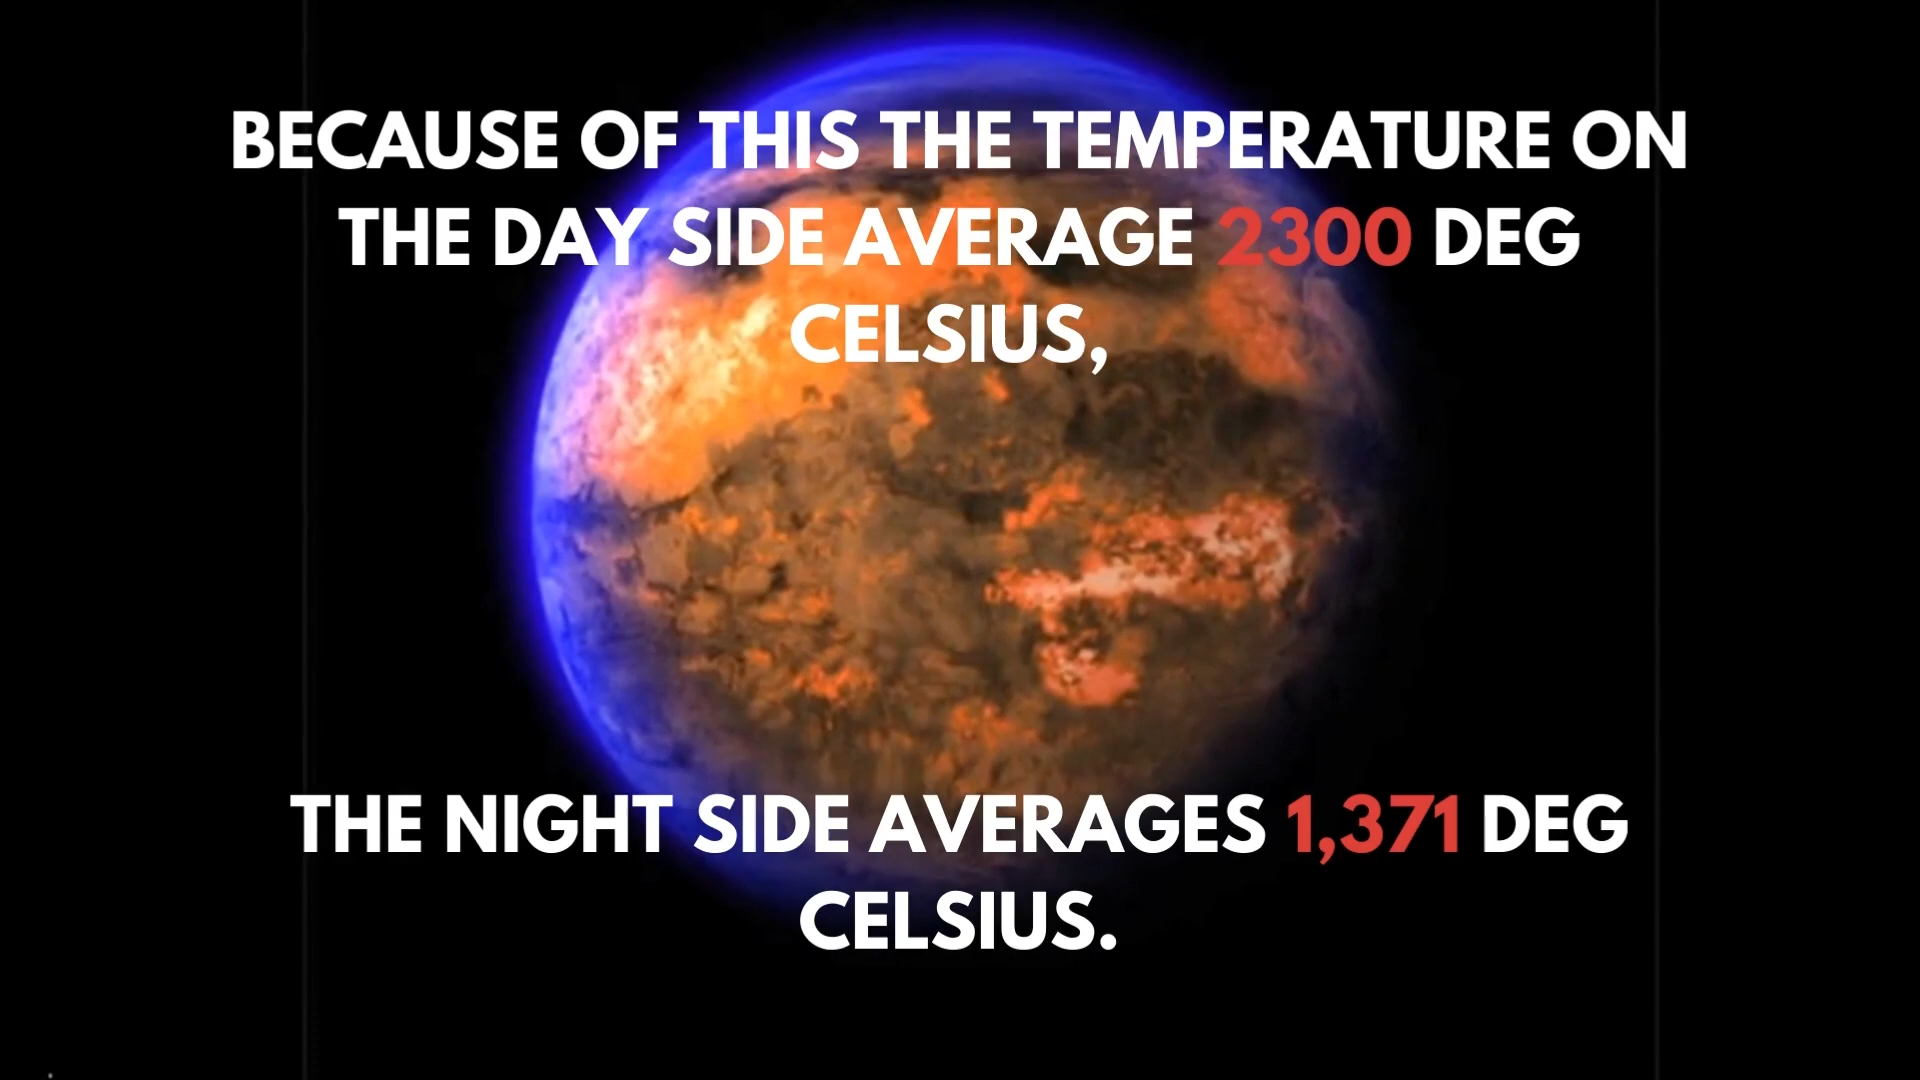 BECAUSE OF THIS THE TEMPERATURE ON
THE DAY SIDE AVERAGE 2300 DEG
CELSIUS,
THE NIGHT SIDE AVERAGES 1,371 DEG
CELSIUS.